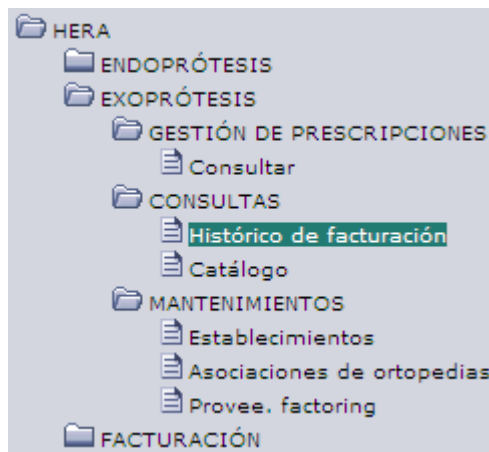 HERA
ENDOPRÓTESIS
EXOPRÓTESIS
GESTIÓN DE PRESCRIPCIONES
Consultar
CONSULTAS
Histórico de facturación
Catálogo
MANTENIMIENTOS
Establecimientos
Asociaciones de ortopedias
Provee. factoring
FACTURACIÓN